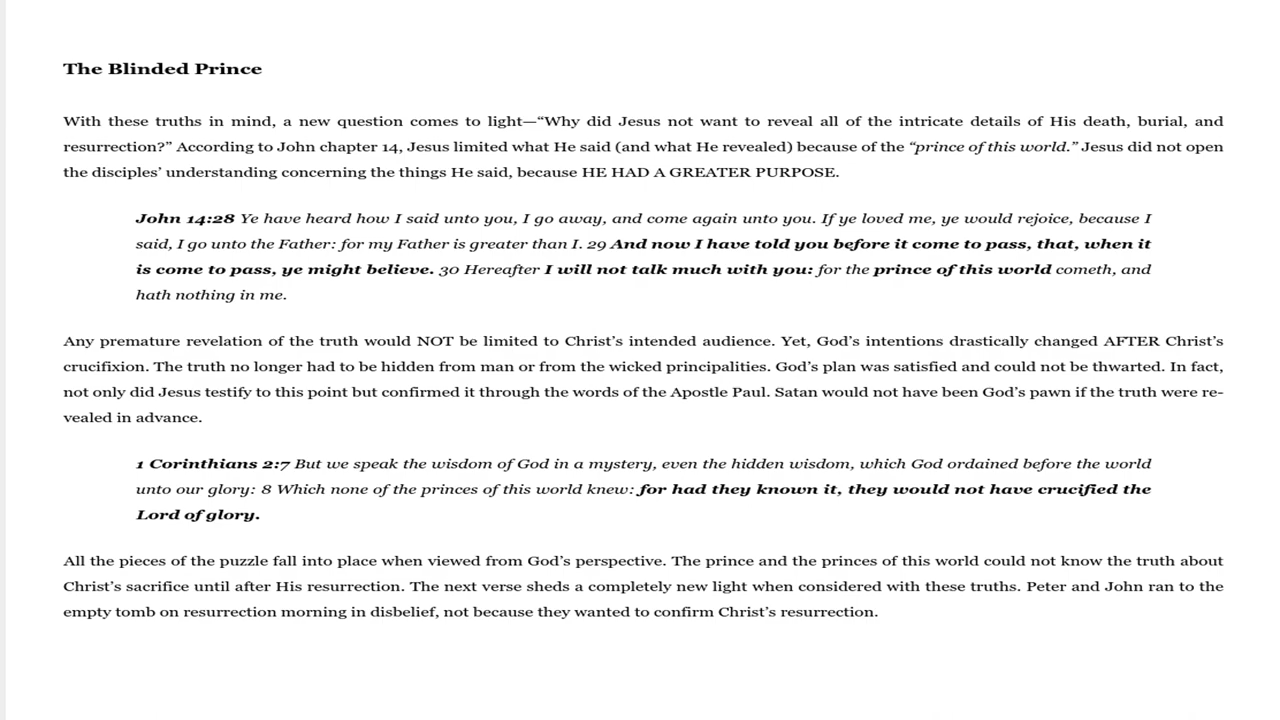 The Blinded Prince
With these truths in mind, a new question comes to light—“Why did Jesus not want to reveal all of the intricate details of His death, burial, and
resurrection?” According to John chapter 14, Jesus limited what He said (and what He revealed) because of the “prince of this world.” Jesus did not open
the disciples’ understanding concerning the things He said, because HE HAD A GREATER PURPOSE.
John 14:28 Ye have heard how I said unto you, I go away, and come again unto you. If ye loved me, ye would rejoice, because I
said, I go unto the Father: for my Father is greater than I. 29 And now I have told you before it come to pass, that, when it
is come to pass, ye might believe. 30 Hereafter I will not talk much with you: for the prince of this world cometh, and
hath nothing in me.
Any premature revelation of the truth would NOT be limited to Christ’s intended audience. Yet, God’s intentions drastically changed AFTER Christ’s
crucifixion. The truth no longer had to be hidden from man or from the wicked principalities. God’s plan was satisfied and could not be thwarted. In fact,
not only did Jesus testify to this point but confirmed it through the words of the Apostle Paul. Satan would not have been God’s pawn if the truth were re-
vealed in advance.
1 Corinthians 2:7 But we speak the wisdom of God in a mystery, even the hidden wisdom, which God ordained before the world
unto our glory: 8 Which none of the princes of this world knew: for had they known it, they would not have crucified the
Lord of glory.
All the pieces of the puzzle fall into place when viewed from God’s perspective. The prince and the princes of this world could not know the truth about
Christ’s sacrifice until after His resurrection. The next verse sheds a completely new light when considered with these truths. Peter and John ran to the
empty tomb on resurrection morning in disbelief, not because they wanted to confirm Christ’s resurrection.